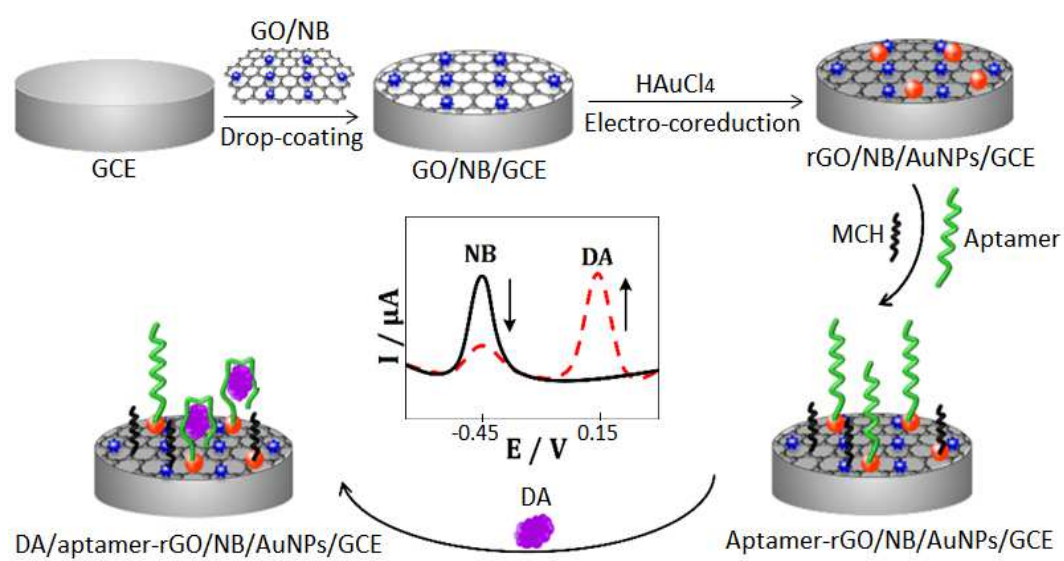 GO/NB
Drop-coating
GCE
GO/NB/GCE
HAuCl4
Electro-coreduction
rGO/NB/AuNPs/GCE
MCH
Aptamer
NB
DA
I / µA
-0.45
0.15
E / V
DA
DA/aptamer-rGO/NB/AuNPs/GCE
Aptamer-rGO/NB/AuNPs/GCE